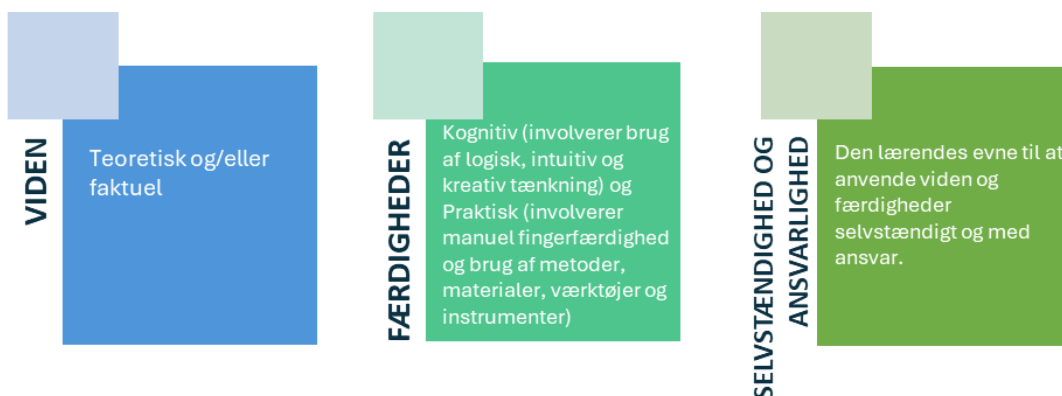 VIDEN
Teoretisk og/eller
faktuel
FÆRDIGHEDER
Kognitiv (involverer brug
af logisk, intuitiv og
kreativ tænkning) og
Praktisk (involverer
manuel fingerfærdighed
og brug af metoder,
materialer, værktøjer og
instrumenter)
SELVSTÆNDIGHED OG
ANSVARLIGHED
Den lærendes evne til at
anvende viden og
færdigheder
selvstændigt og med
ansvar.